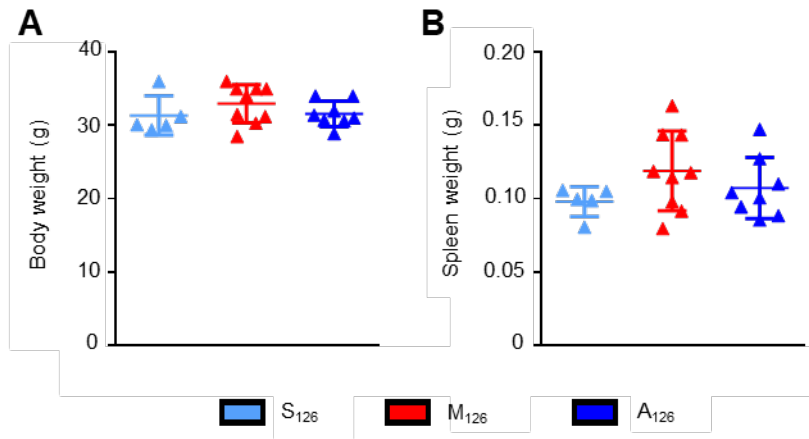 A
Body weight (g)
40
30
20
10
0
B
Spleen weight (g)
0.20
0.15
0.10
0.05
0.00
S₁₂₆
M₁₂₆
A₁₂₆